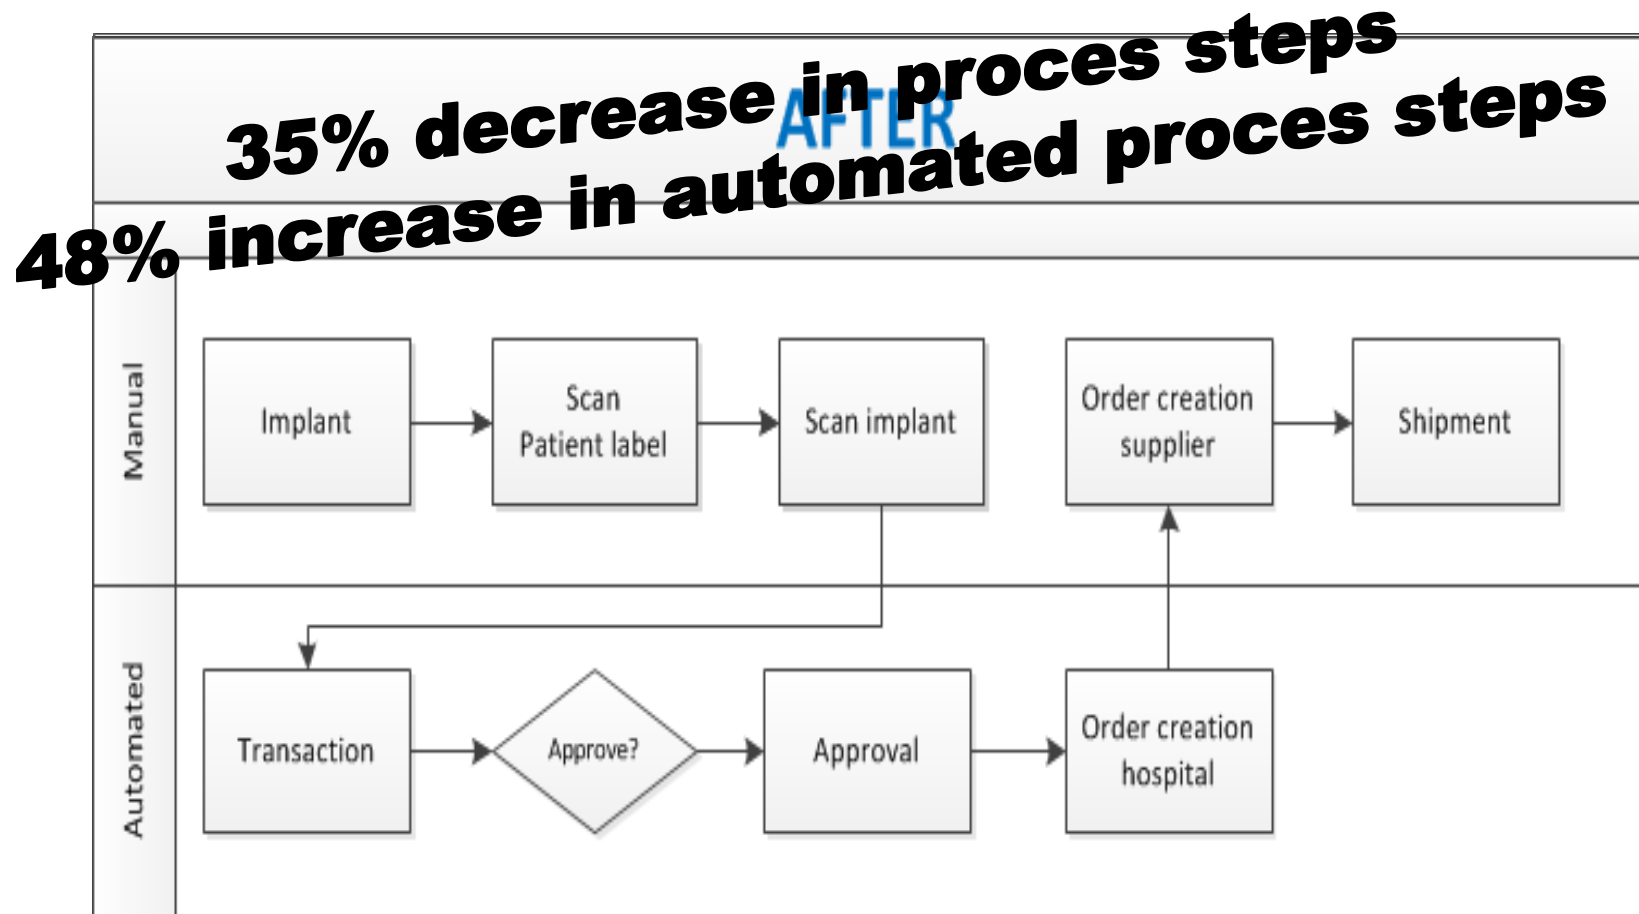 35% decrease in proces steps
48% increase in automated proces steps
AFTER
Manual
Implant
Scan
Patient label
Scan implant
Order creation
supplier
Shipment
Automated
Transaction
Approve?
Approval
Order creation
hospital